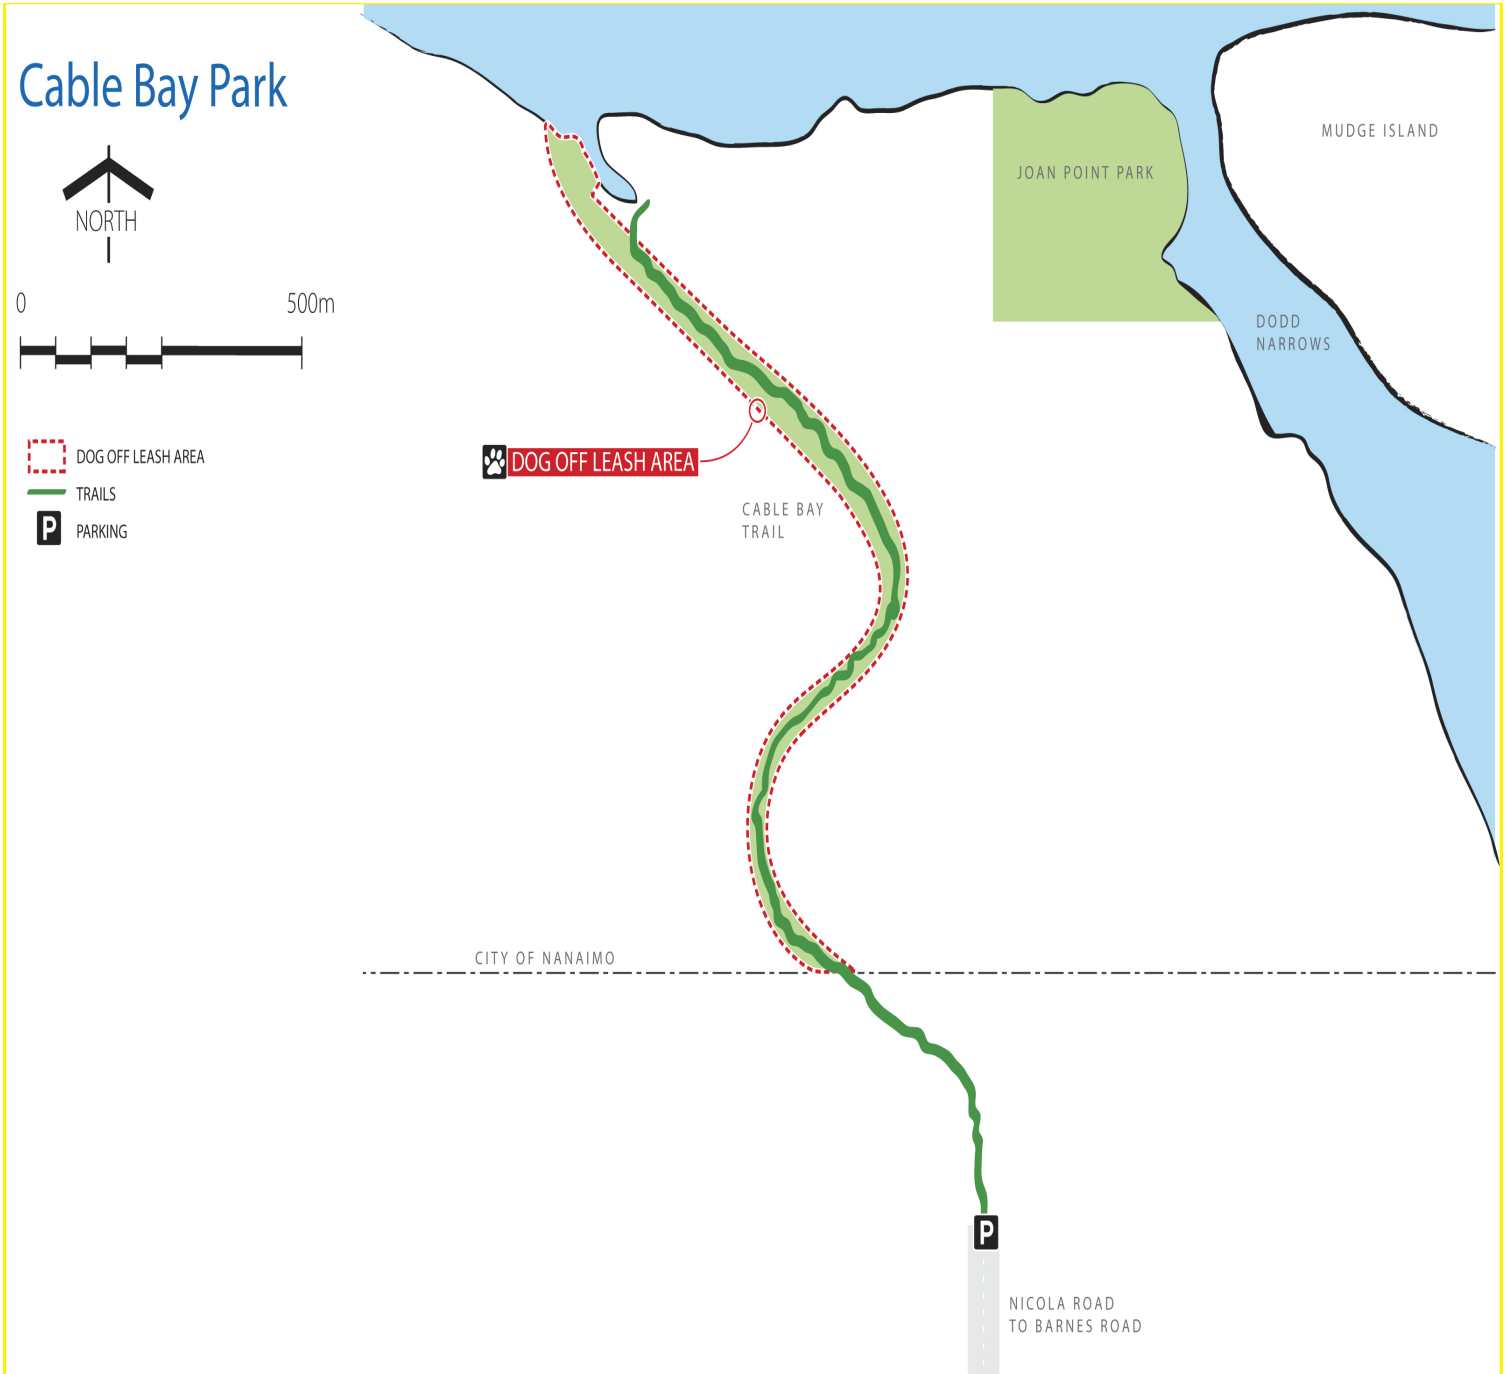 Cable Bay Park
NORTH
0 500m
DOG OFF LEASH AREA
TRAILS
P PARKING
MUDGE ISLAND
JOAN POINT PARK
DODD
NARROWS
DOG OFF LEASH AREA
CABLE BAY
TRAIL
CITY OF NANAIMO
P
NICOLA ROAD
TO BARNES ROAD